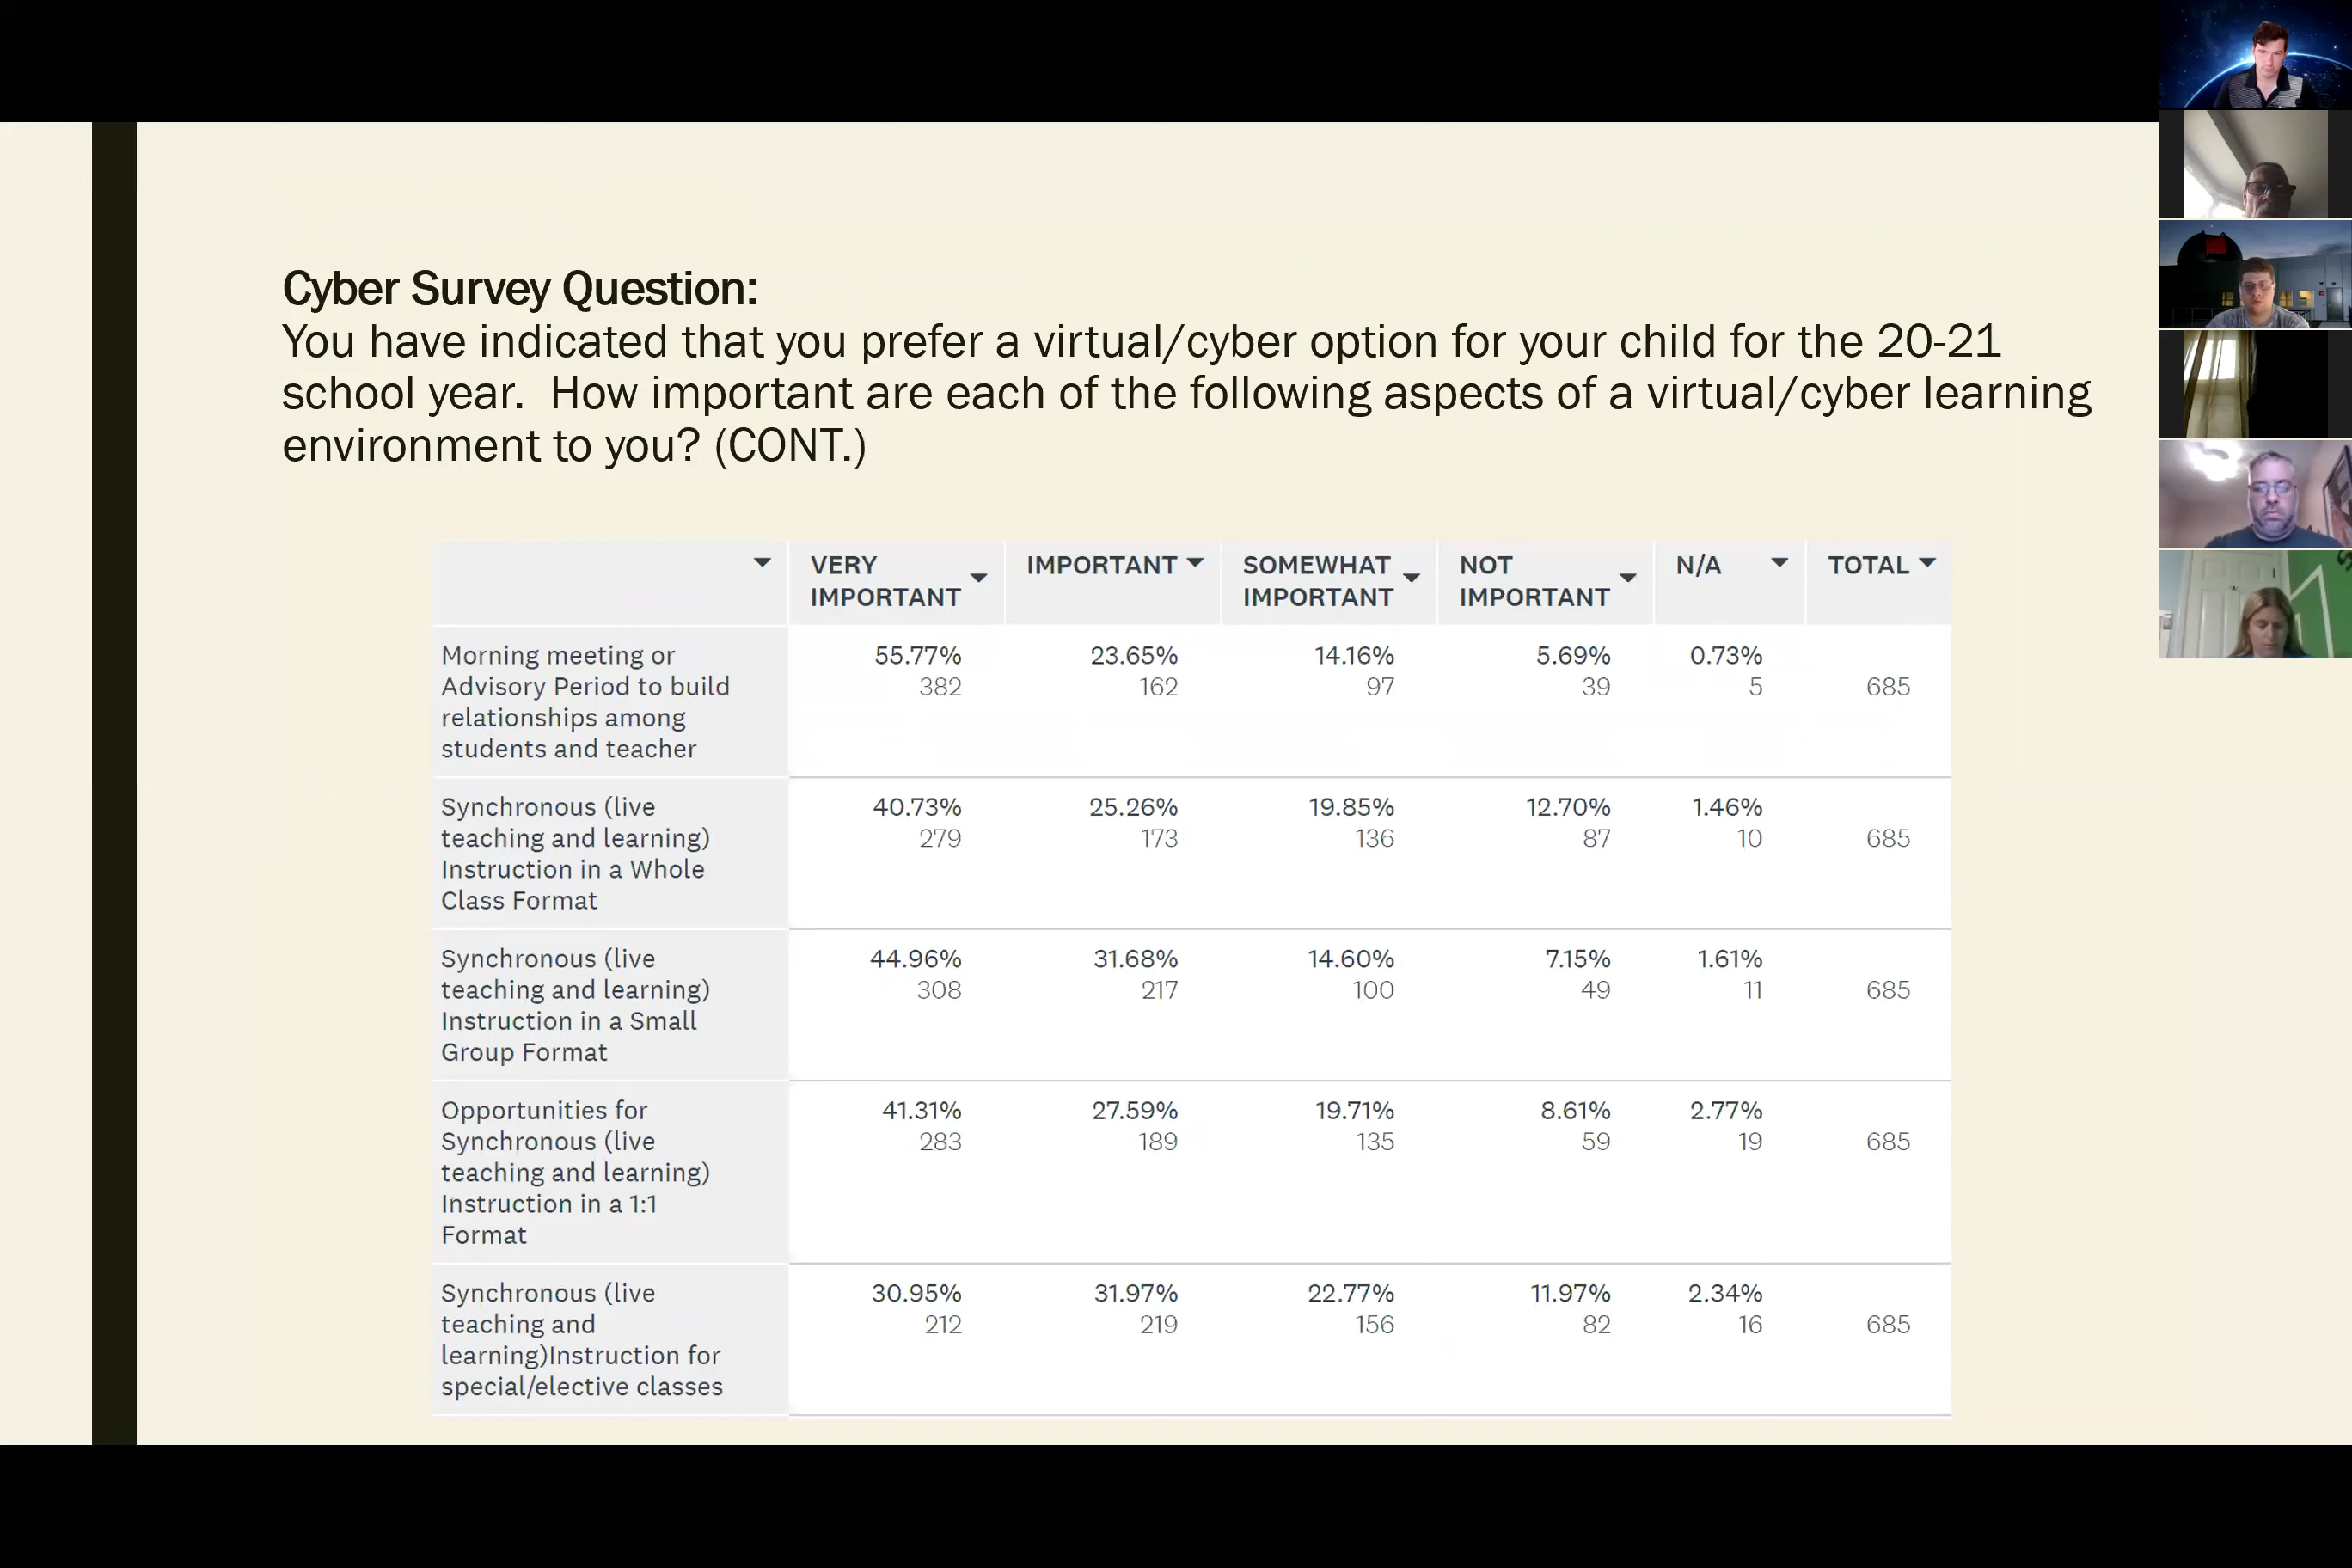 Cyber Survey Question:
You have indicated that you prefer a virtual/cyber option for your child for the 20-21
school year.  How important are each of the following aspects of a virtual/cyber learning
environment to you? (CONT.)
VERY IMPORTANT
IMPORTANT
SOMEWHAT IMPORTANT
NOT IMPORTANT
N/A
TOTAL
Morning meeting or
Advisory Period to build
relationships among
students and teacher
55.77% 23.65% 14.16% 5.69% 0.73%
382 162 97 39 5 685
Synchronous (live
teaching and learning)
Instruction in a Whole
Class Format
40.73% 25.26% 19.85% 12.70% 1.46%
279 173 136 87 10 685
Synchronous (live
teaching and learning)
Instruction in a Small
Group Format
44.96% 31.68% 14.60% 7.15% 1.61%
308 217 100 49 11 685
Opportunities for
Synchronous (live
teaching and learning)
Instruction in a 1:1
Format
41.31% 27.59% 19.71% 8.61% 2.77%
283 189 135 59 19 685
Synchronous (live
teaching and
learning)Instruction for
special/elective classes
30.95% 31.97% 22.77% 11.97% 2.34%
212 219 156 82 16 685